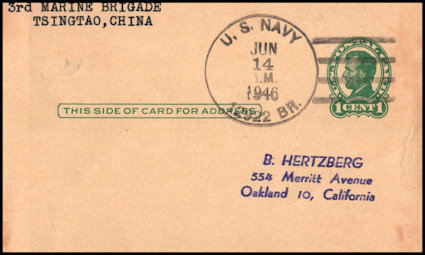 3rd MARINE BRIGADE
TSINGTAO, CHINA
U. S. NAVY
JUN
14
.M.
1946
12922 BR.
THIS SIDE OF CARD FOR ADDRESS
1 CENT 1
B. HERTZBERG
554 Merritt Avenue
Oakland 10, California